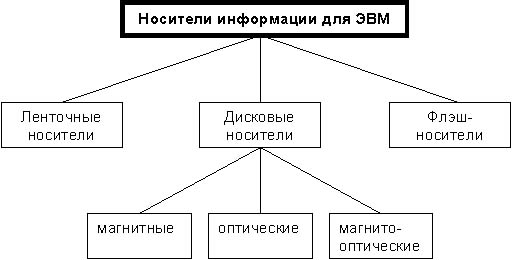 Носители информации для ЭВМ
Ленточные
носители
Дисковые
носители
Флэш-
носители
магнитные
оптические
магнито-
оптические